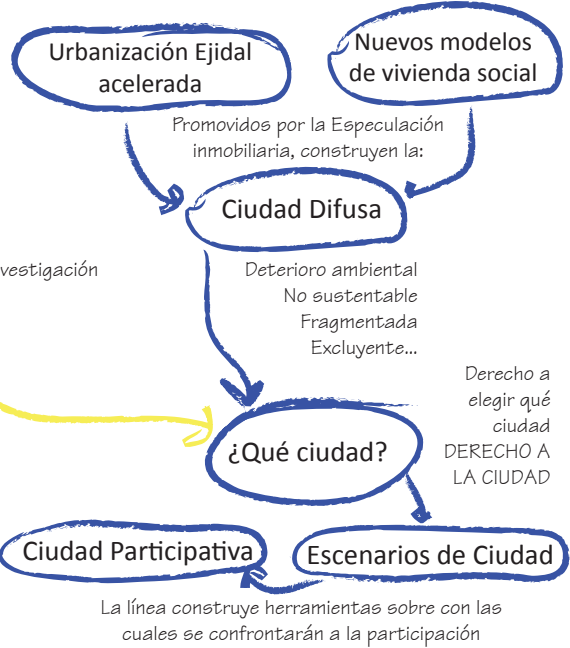 Urbanización Ejidal
acelerada
Nuevos modelos
de vivienda social
Promovidos por la Especulación
inmobiliaria, construyen la:
Ciudad Difusa
vestigación
Deterioro ambiental
No sustentable
Fragmentada
Excluyente...
Derecho a
elegir qué
ciudad
DERECHO A
LA CIUDAD
¿Qué ciudad?
Ciudad Participativa
Escenarios de Ciudad
La línea construye herramientas sobre con las
cuales se confrontarán a la participación